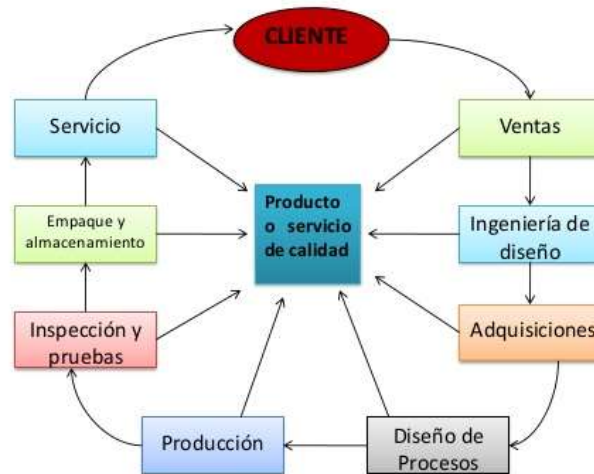 CLIENTE
Servicio
Ventas
Producto
o servicio
de calidad
Empaque y
almacenamiento
Ingeniería de
diseño
Inspección y
pruebas
Adquisiciones
Producción
Diseño de
Procesos